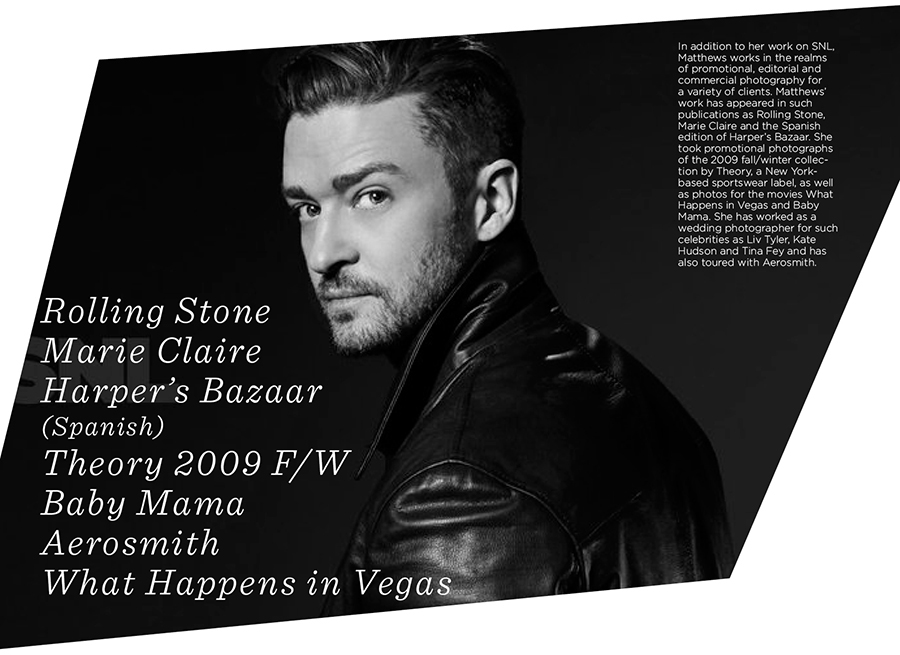 In addition to her work on SNL,
Matthews works in the realms
of promotional, editorial and
commercial photography for
a variety of clients. Matthews’
work has appeared in such
publications as Rolling Stone,
Marie Claire and the Spanish
edition of Harper’s Bazaar. She
took promotional photographs
of the 2009 fall/winter collec-
tion by Theory, a New York-
based sportswear label, as well
as photos for the movies What
Happens in Vegas and Baby
Mama. She has worked as a
wedding photographer for such
celebrities as Liv Tyler, Kate
Hudson and Tina Fey and has
also toured with Aerosmith.
Rolling Stone
Marie Claire
SNL
Harper’s Bazaar
(Spanish)
Theory 2009 F/W
Baby Mama
Aerosmith
What Happens in Vegas